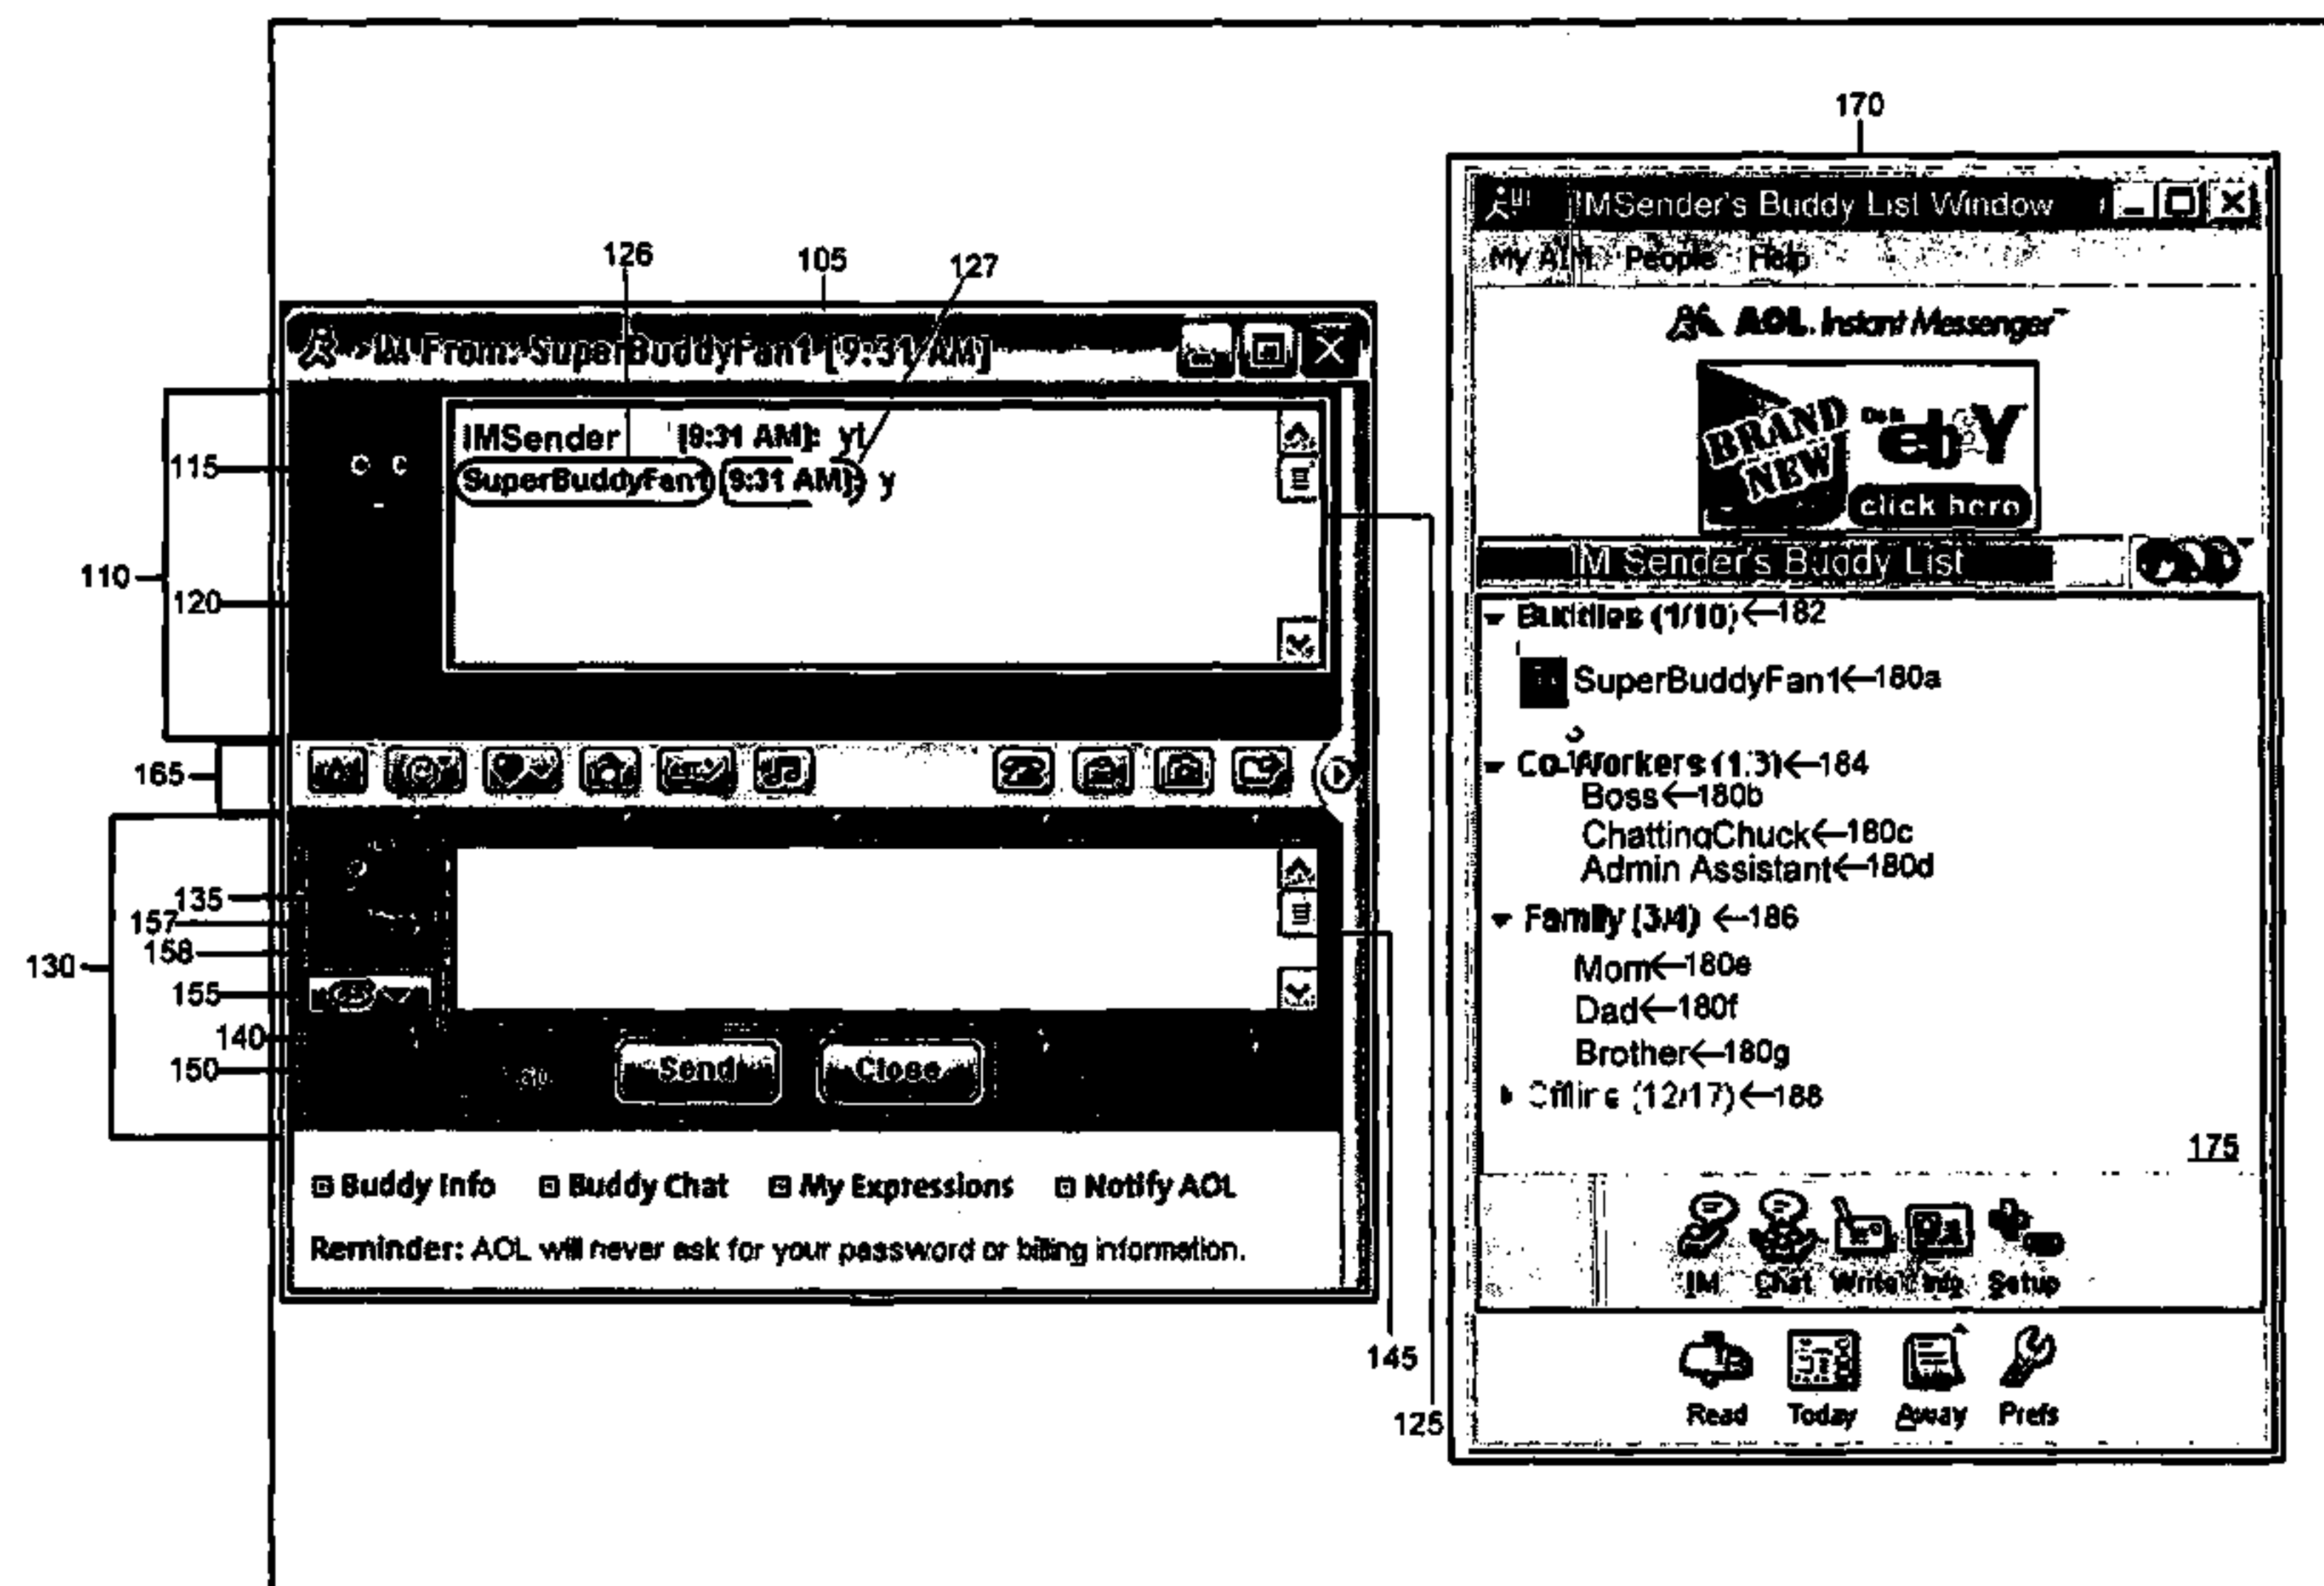 170
IMSender's Buddy List Window
My AIM People Help
AOL Instant Messenger™
BRAND NEW
ebY
click here
IM Sender's Buddy List
Buddies (1/10) ←182
SuperBuddyFan1←180a
Co-Workers (1/3)←184
Boss←180b
ChattingChuck←180c
Admin Assistant←180d
Family (3/4) ←186
Mom←180e
Dad←180f
Brother←180g
Offline (12/17)←188
175
IM Chat Write Info Setup
Read Today Away Prefs
126
105
127
IM From: SuperBuddyFan1 [9:31 AM]
IMSender [9:31 AM]:
SuperBuddyFan1 [9:31 AM]: y
110
115
120
165
130
135
157
158
155
140
150
Send Close
Buddy Info Buddy Chat My Expressions Notify AOL
Reminder: AOL will never ask for your password or billing information.
145
125